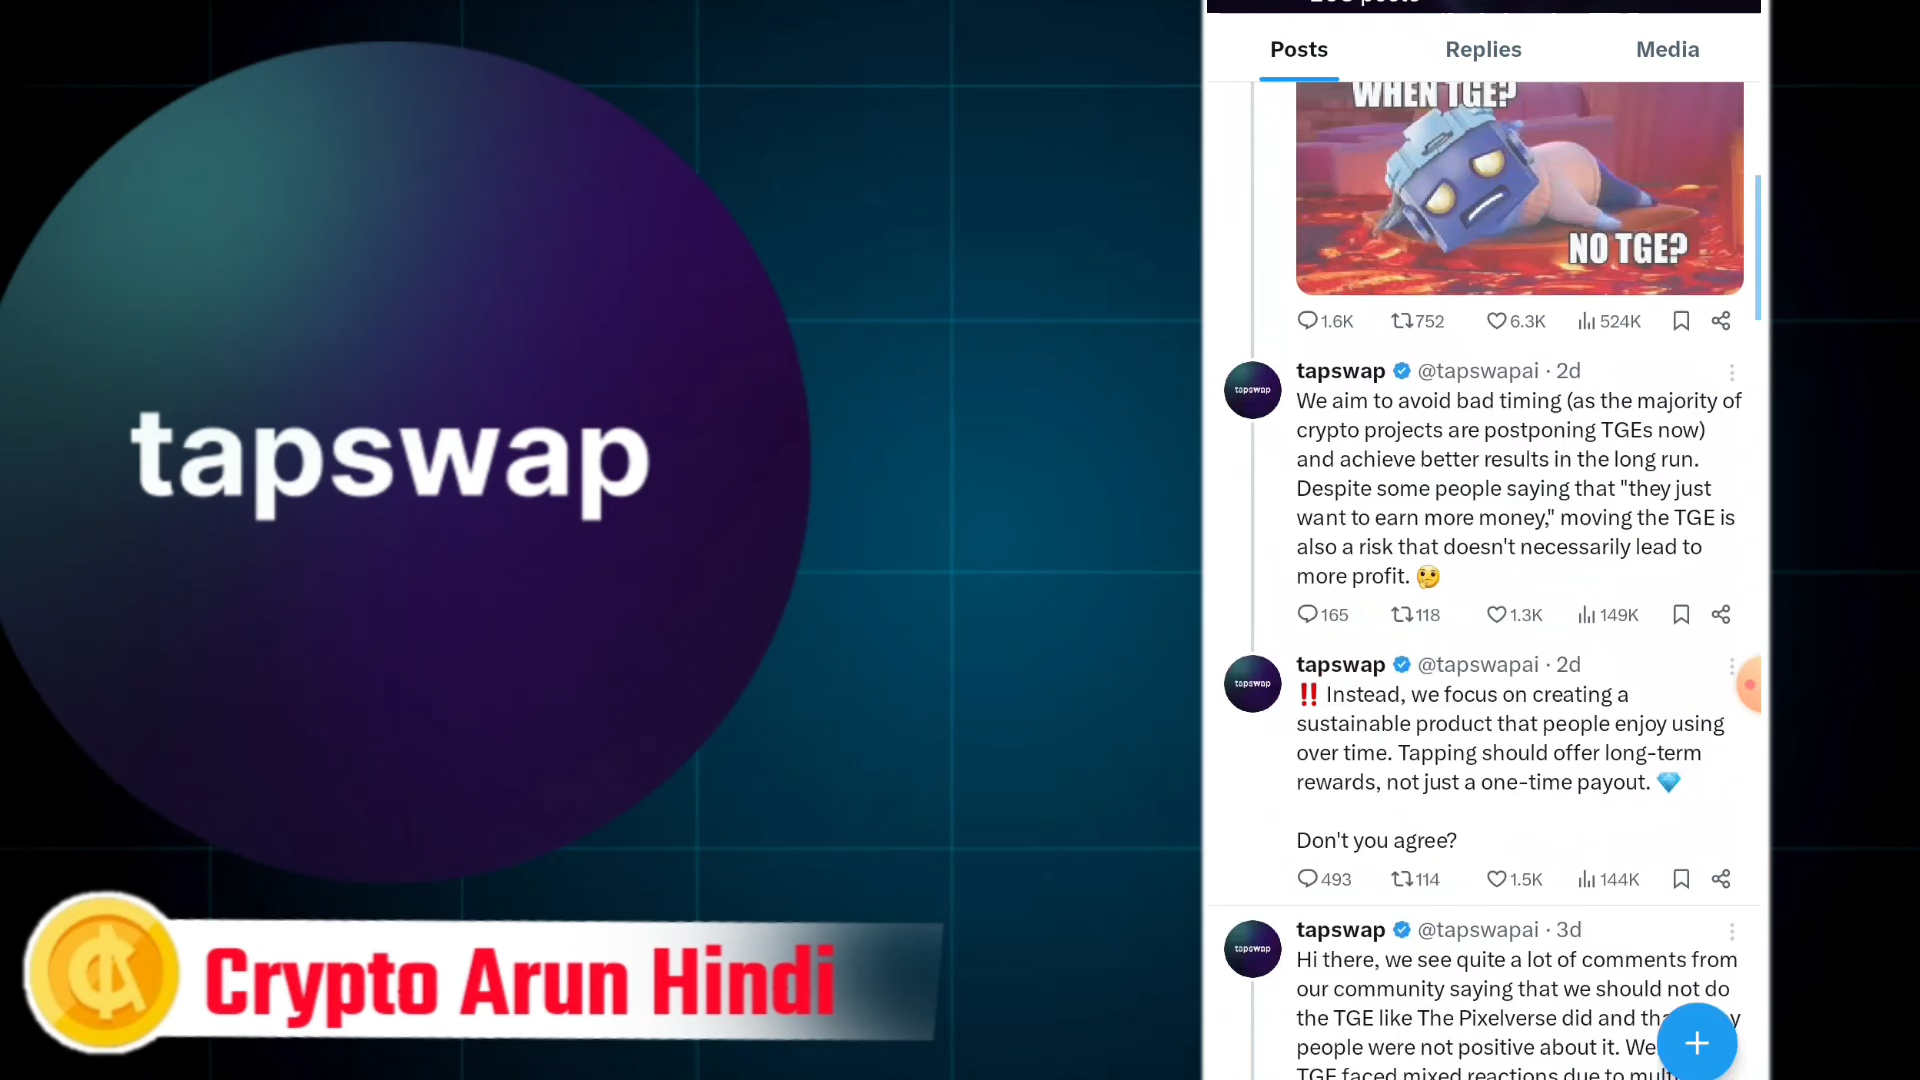 tapswap
Crypto Arun Hindi
Posts
Replies
Media
WHEN TGE?
NO TGE?
1.6K
752
6.3K
524K
tapswap
tapswap @tapswapai · 2d
We aim to avoid bad timing (as the majority of
crypto projects are postponing TGEs now)
and achieve better results in the long run.
Despite some people saying that "they just
want to earn more money," moving the TGE is
also a risk that doesn't necessarily lead to
more profit. 🤔
165
118
1.3K
149K
tapswap
tapswap @tapswapai · 2d
‼️ Instead, we focus on creating a
sustainable product that people enjoy using
over time. Tapping should offer long-term
rewards, not just a one-time payout. 💎
Don't you agree?
493
114
1.5K
144K
tapswap
tapswap @tapswapai · 3d
Hi there, we see quite a lot of comments from
our community saying that we should not do
the TGE like The Pixelverse did and
people were not positive about it. We
TGE faced mixed reactions due to